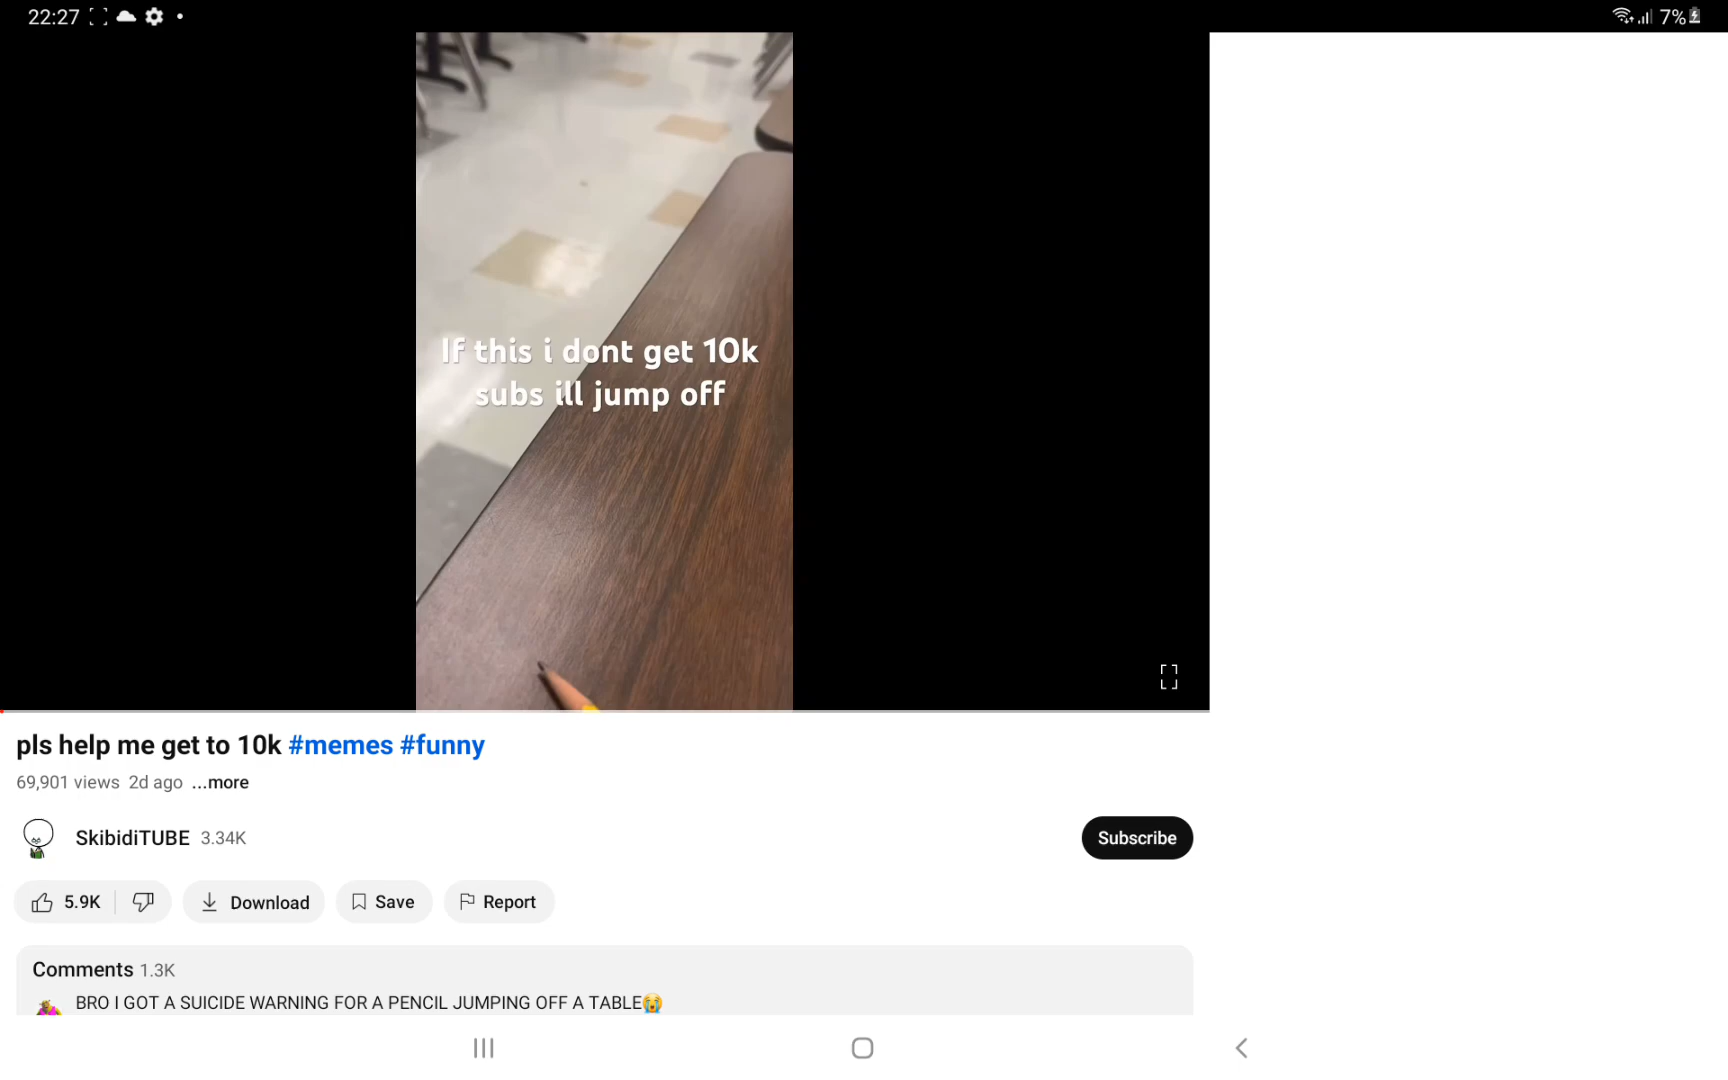 22:27
7%
If this i dont get 10k
subs ill jump off
pls help me get to 10k #memes #funny
69,901 views 2d ago ...more
SkibidiTUBE 3.34K
Subscribe
5.9K
Download
Save
Report
Comments 1.3K
BRO I GOT A SUICIDE WARNING FOR A PENCIL JUMPING OFF A TABLE😭